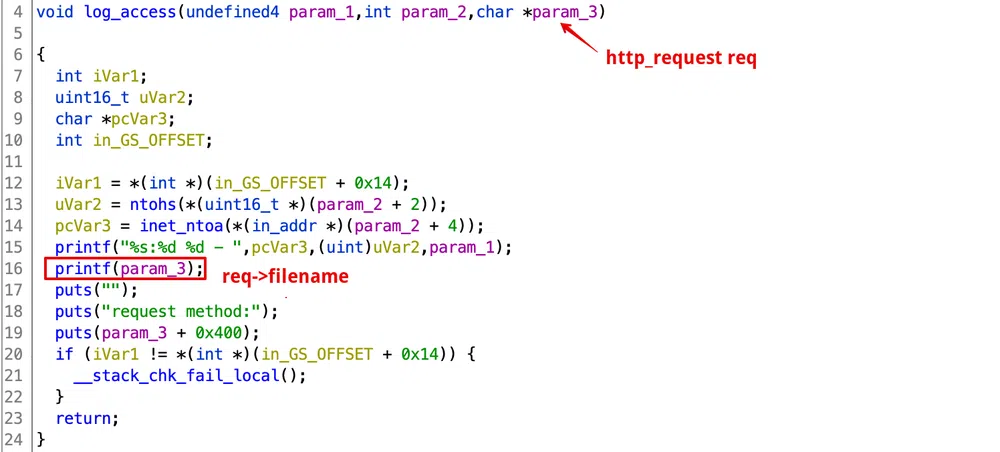 4 void log_access(undefined4 param_1,int param_2,char *param_3)
5
http_request req
6 {
7 int iVar1;
8 uint16_t uVar2;
9 char *pcVar3;
10 int in_GS_OFFSET;
11
12 iVar1 = *(int *)(in_GS_OFFSET + 0x14);
13 uVar2 = ntohs(*(uint16_t *)(param_2 + 2));
14 pcVar3 = inet_ntoa(*(in_addr *)(param_2 + 4));
15 printf("%s:%d %d - ",pcVar3,(uint)uVar2,param_1);
16 printf(param_3); req->filename
17 puts("");
18 puts("request method:");
19 puts(param_3 + 0x400);
20 if (iVar1 != *(int *)(in_GS_OFFSET + 0x14)) {
21 __stack_chk_fail_local();
22 }
23 return;
24 }